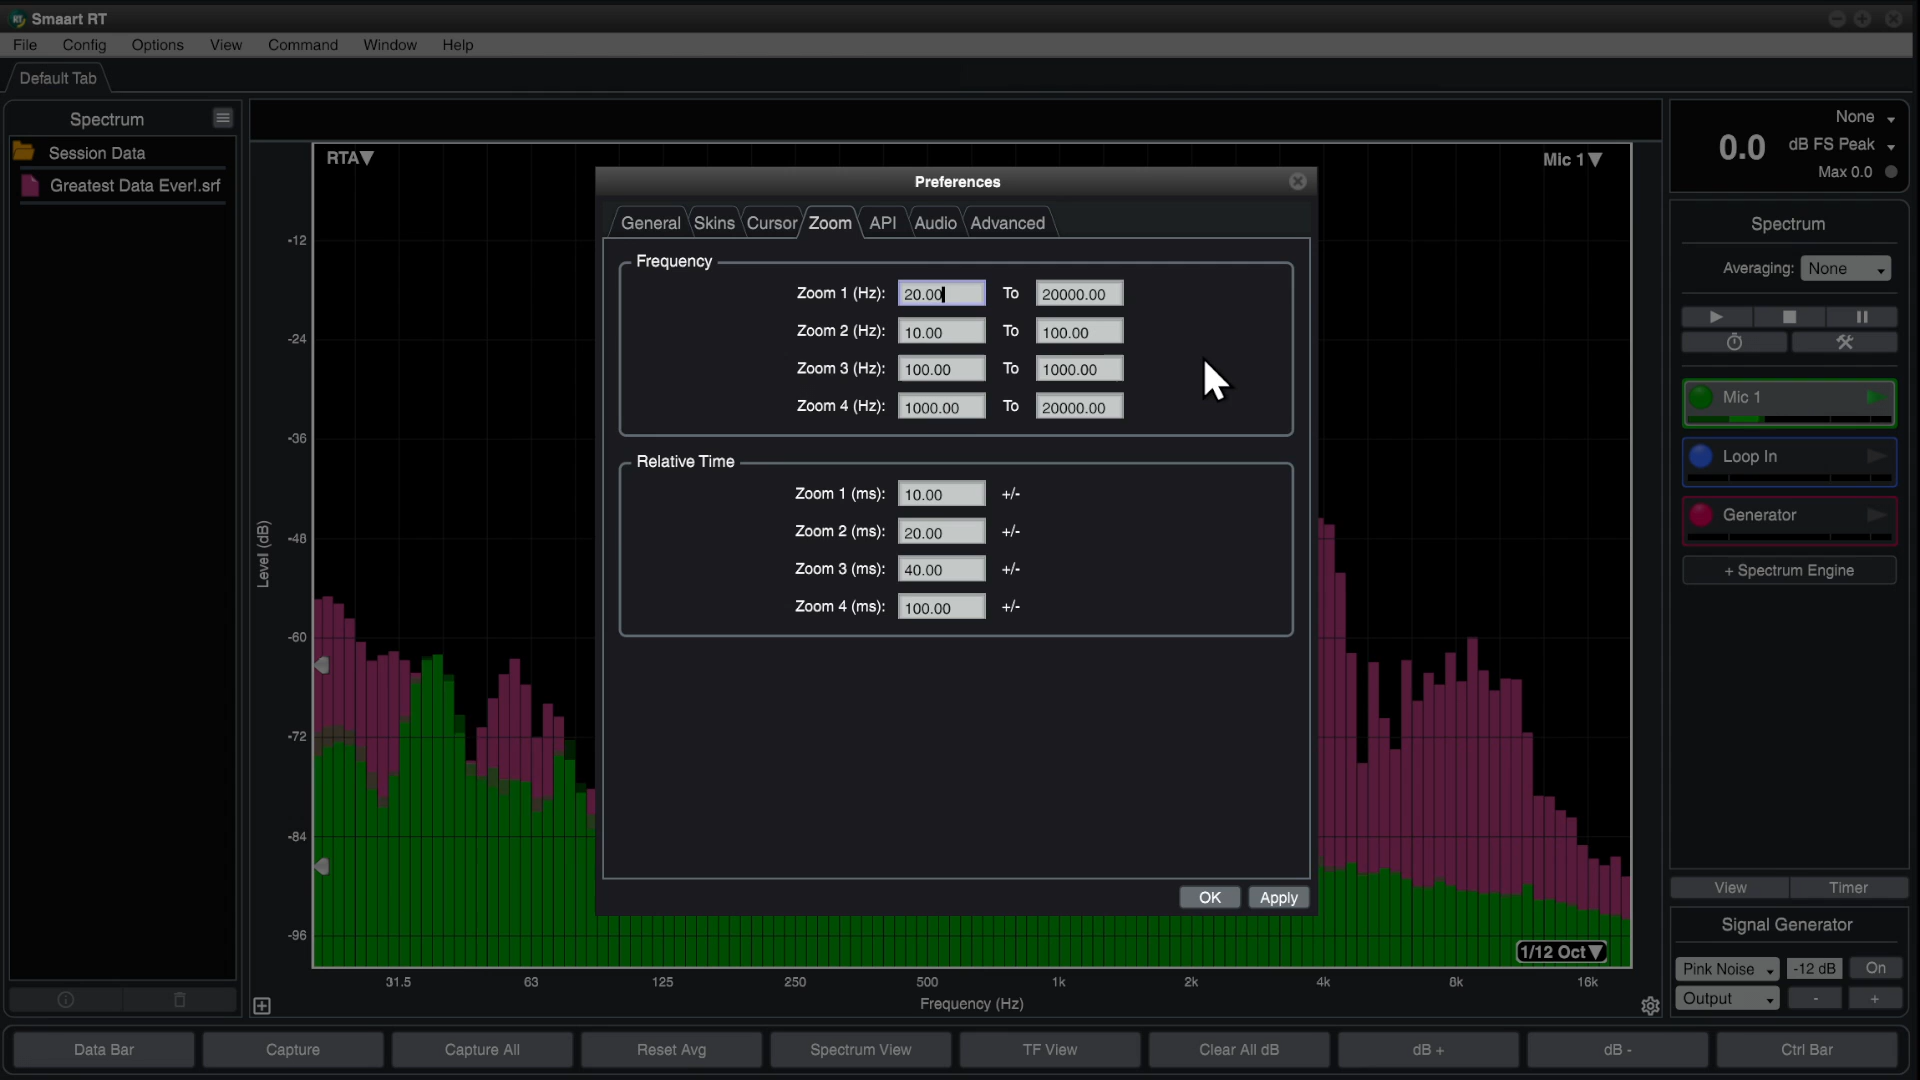 Smaart RT
File Config Options View Command Window Help
Default Tab
Spectrum
Session Data
Greatest Data Ever!.srf
RTA▼
Mic 1▼
-12
-24
-36
-48
-60
-72
-84
-96
Level (dB)
31.5 63 125 250 500 1k 2k 4k 8k 16k
Frequency (Hz)
1/12 Oct▼
Preferences
General Skins Cursor Zoom API Audio Advanced
Frequency
Zoom 1 (Hz): 20.00 To 20000.00
Zoom 2 (Hz): 10.00 To 100.00
Zoom 3 (Hz): 100.00 To 1000.00
Zoom 4 (Hz): 1000.00 To 20000.00
Relative Time
Zoom 1 (ms): 10.00 +/-
Zoom 2 (ms): 20.00 +/-
Zoom 3 (ms): 40.00 +/-
Zoom 4 (ms): 100.00 +/-
OK Apply
None
0.0 dB FS Peak
Max 0.0
Spectrum
Averaging: None
Mic 1
Loop In
Generator
+ Spectrum Engine
View Timer
Signal Generator
Pink Noise -12 dB On
Output - +
Data Bar Capture Capture All Reset Avg Spectrum View TF View Clear All dB dB + dB - Ctrl Bar